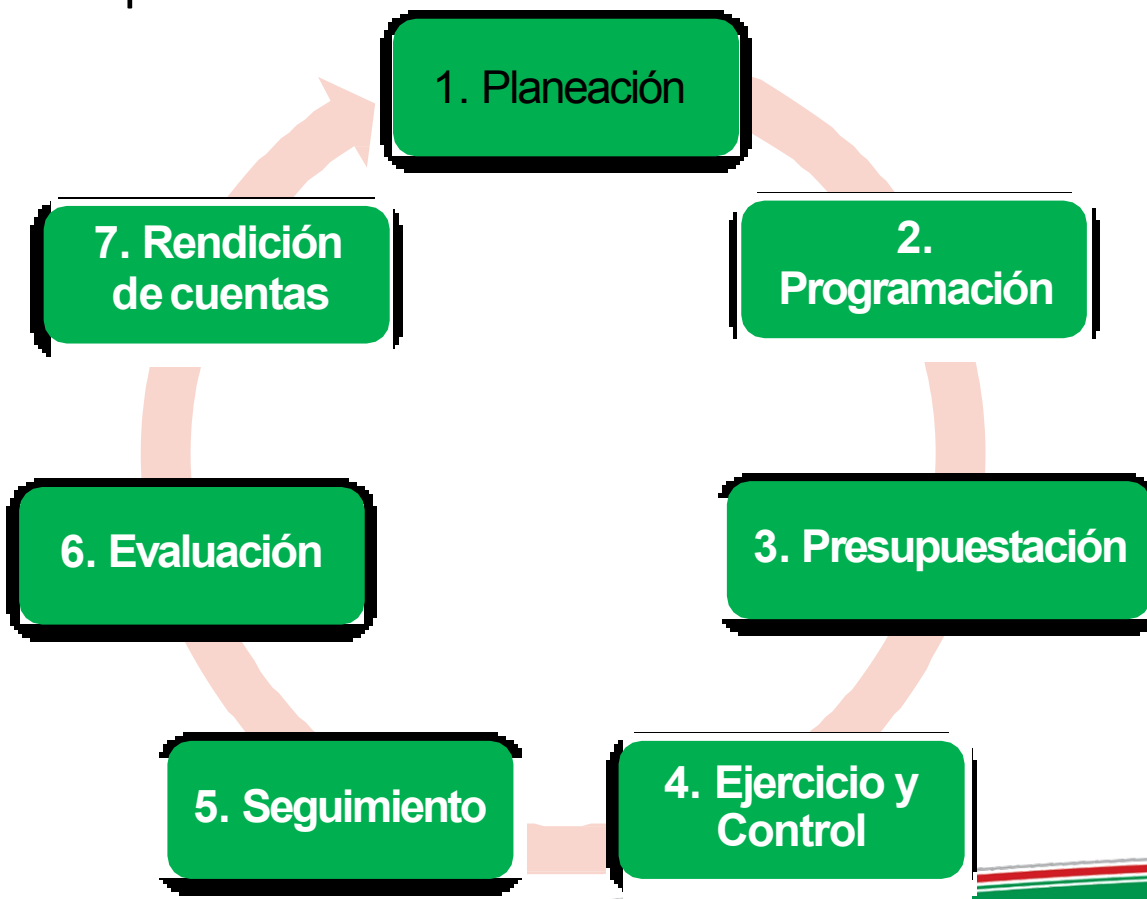 1. Planeación
2.
Programación
3. Presupuestación
4. Ejercicio y
Control
5. Seguimiento
6. Evaluación
7. Rendición
de cuentas